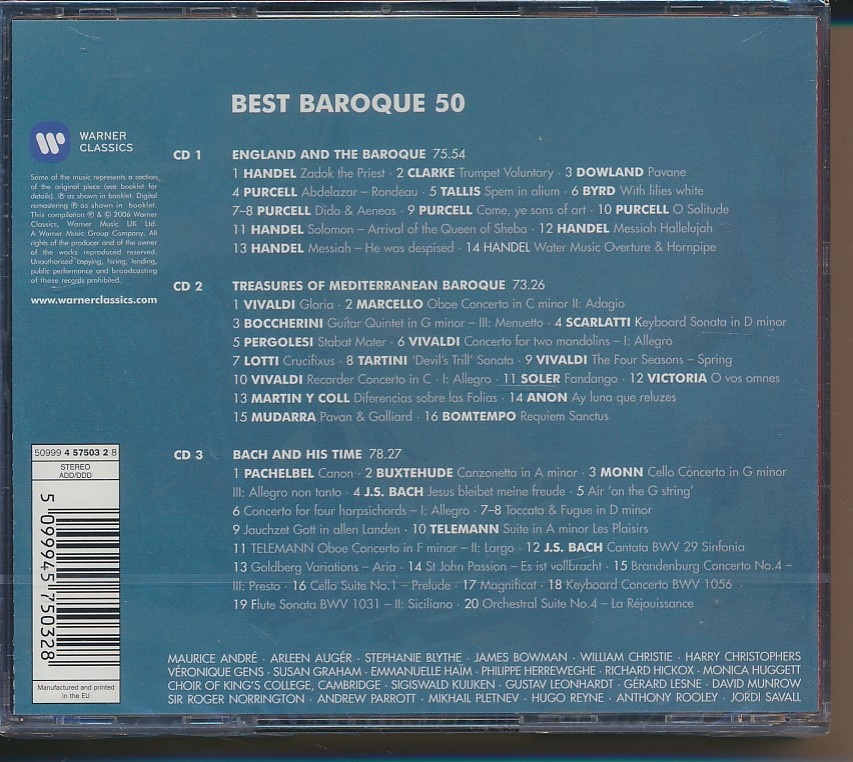 BEST BAROQUE 50
WARNER
CLASSICS
Some of the music represents a section
of the original piece (see booklet for
details). ℗ as shown in booklet. Digital
remastering ℗ as shown in booklet.
This compilation ℗ & © 2006 Warner
Classics, Warner Music UK Ltd.
A Warner Music Group Company. All
rights of the producer and of the owner
of the works reproduced reserved.
Unauthorised copying, hiring, lending,
public performance and broadcasting
of these records prohibited.
www.warnerclassics.com
CD 1 ENGLAND AND THE BAROQUE 75.54
1 HANDEL Zadok the Priest · 2 CLARKE Trumpet Voluntary · 3 DOWLAND Pavane
4 PURCELL Abdelazar – Rondeau · 5 TALLIS Spem in alium · 6 BYRD With lilies white
7–8 PURCELL Dido & Aeneas · 9 PURCELL Come, ye sons of art · 10 PURCELL O Solitude
11 HANDEL Solomon – Arrival of the Queen of Sheba · 12 HANDEL Messiah Hallelujah
13 HANDEL Messiah – He was despised · 14 HANDEL Water Music Overture & Hornpipe
CD 2 TREASURES OF MEDITERRANEAN BAROQUE 73.26
1 VIVALDI Gloria · 2 MARCELLO Oboe Concerto in C minor II: Adagio
3 BOCCHERINI Guitar Quintet in G minor – III: Menuetto · 4 SCARLATTI Keyboard Sonata in D minor
5 PERGOLESI Stabat Mater · 6 VIVALDI Concerto for two mandolins – I: Allegro
7 LOTTI Crucifixus · 8 TARTINI 'Devil's Trill' Sonata · 9 VIVALDI The Four Seasons – Spring
10 VIVALDI Recorder Concerto in C · I: Allegro · 11 SOLER Fandango · 12 VICTORIA O vos omnes
13 MARTIN Y COLL Diferencias sobre las Folias · 14 ANON Ay luna que reluzes
15 MUDARRA Pavan & Galliard · 16 BOMTEMPO Requiem Sanctus
CD 3 BACH AND HIS TIME 78.27
1 PACHELBEL Canon · 2 BUXTEHUDE Canzonetta in A minor · 3 MONN Cello Concerto in G minor
III: Allegro non tanto · 4 J.S. BACH Jesus bleibet meine freude · 5 Air 'on the G string'
6 Concerto for four harpsichords – I: Allegro · 7–8 Toccata & Fugue in D minor
9 Jauchzet Gott in allen Landen · 10 TELEMANN Suite in A minor Les Plaisirs
11 TELEMANN Oboe Concerto in F minor – II: Largo · 12 J.S. BACH Cantata BWV 29 Sinfonia
13 Goldberg Variations – Aria · 14 St John Passion – Es ist vollbracht · 15 Brandenburg Concerto No.4 –
III: Presto · 16 Cello Suite No.1 – Prelude · 17 Magnificat · 18 Keyboard Concerto BWV 1056
19 Flute Sonata BWV 1031 – II: Siciliano · 20 Orchestral Suite No.4 – La Réjouissance
50999 4 57503 2 8
STEREO
ADD/DDD
5 099945 750328
Manufactured and printed
in the EU
MAURICE ANDRÉ · ARLEEN AUGÉR · STEPHANIE BLYTHE · JAMES BOWMAN · WILLIAM CHRISTIE · HARRY CHRISTOPHERS
VÉRONIQUE GENS · SUSAN GRAHAM · EMMANUELLE HAÏM · PHILIPPE HERREWEGHE · RICHARD HICKOX · MONICA HUGGETT
CHOIR OF KING'S COLLEGE, CAMBRIDGE · SIGISWALD KUIJKEN · GUSTAV LEONHARDT · GÉRARD LESNE · DAVID MUNROW
SIR ROGER NORRINGTON · ANDREW PARROTT · MIKHAIL PLETNEV · HUGO REYNE · ANTHONY ROOLEY · JORDI SAVALL